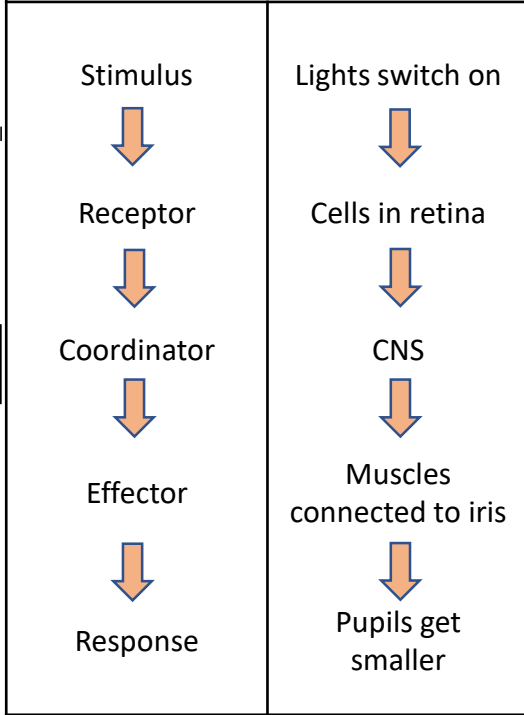 Stimulus
Receptor
Coordinator
Effector
Response
Lights switch on
Cells in retina
CNS
Muscles
connected to iris
Pupils get
smaller